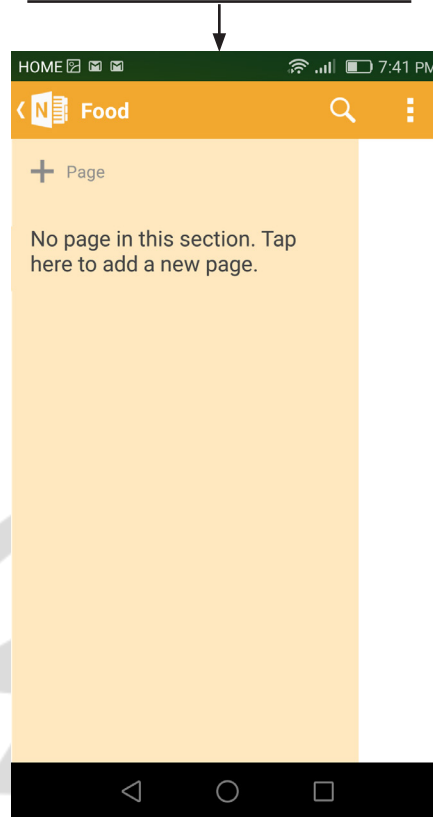 HOME 7:41 PM
N Food
Page
No page in this section. Tap
here to add a new page.